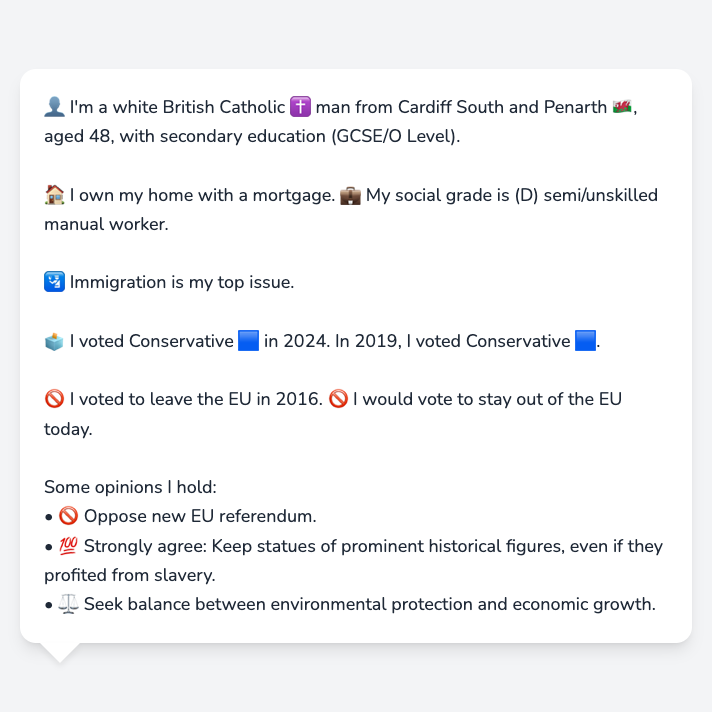 👤 I'm a white British Catholic ✝️ man from Cardiff South and Penarth 🏴󠁧󠁢󠁷󠁬󠁳󠁿,
aged 48, with secondary education (GCSE/O Level).
🏠 I own my home with a mortgage. 💼 My social grade is (D) semi/unskilled
manual worker.
🛂 Immigration is my top issue.
🗳️ I voted Conservative 🟦 in 2024. In 2019, I voted Conservative 🟦.
🚫 I voted to leave the EU in 2016. 🚫 I would vote to stay out of the EU
today.
Some opinions I hold:
• 🚫 Oppose new EU referendum.
• 💯 Strongly agree: Keep statues of prominent historical figures, even if they
profited from slavery.
• ⚖️ Seek balance between environmental protection and economic growth.